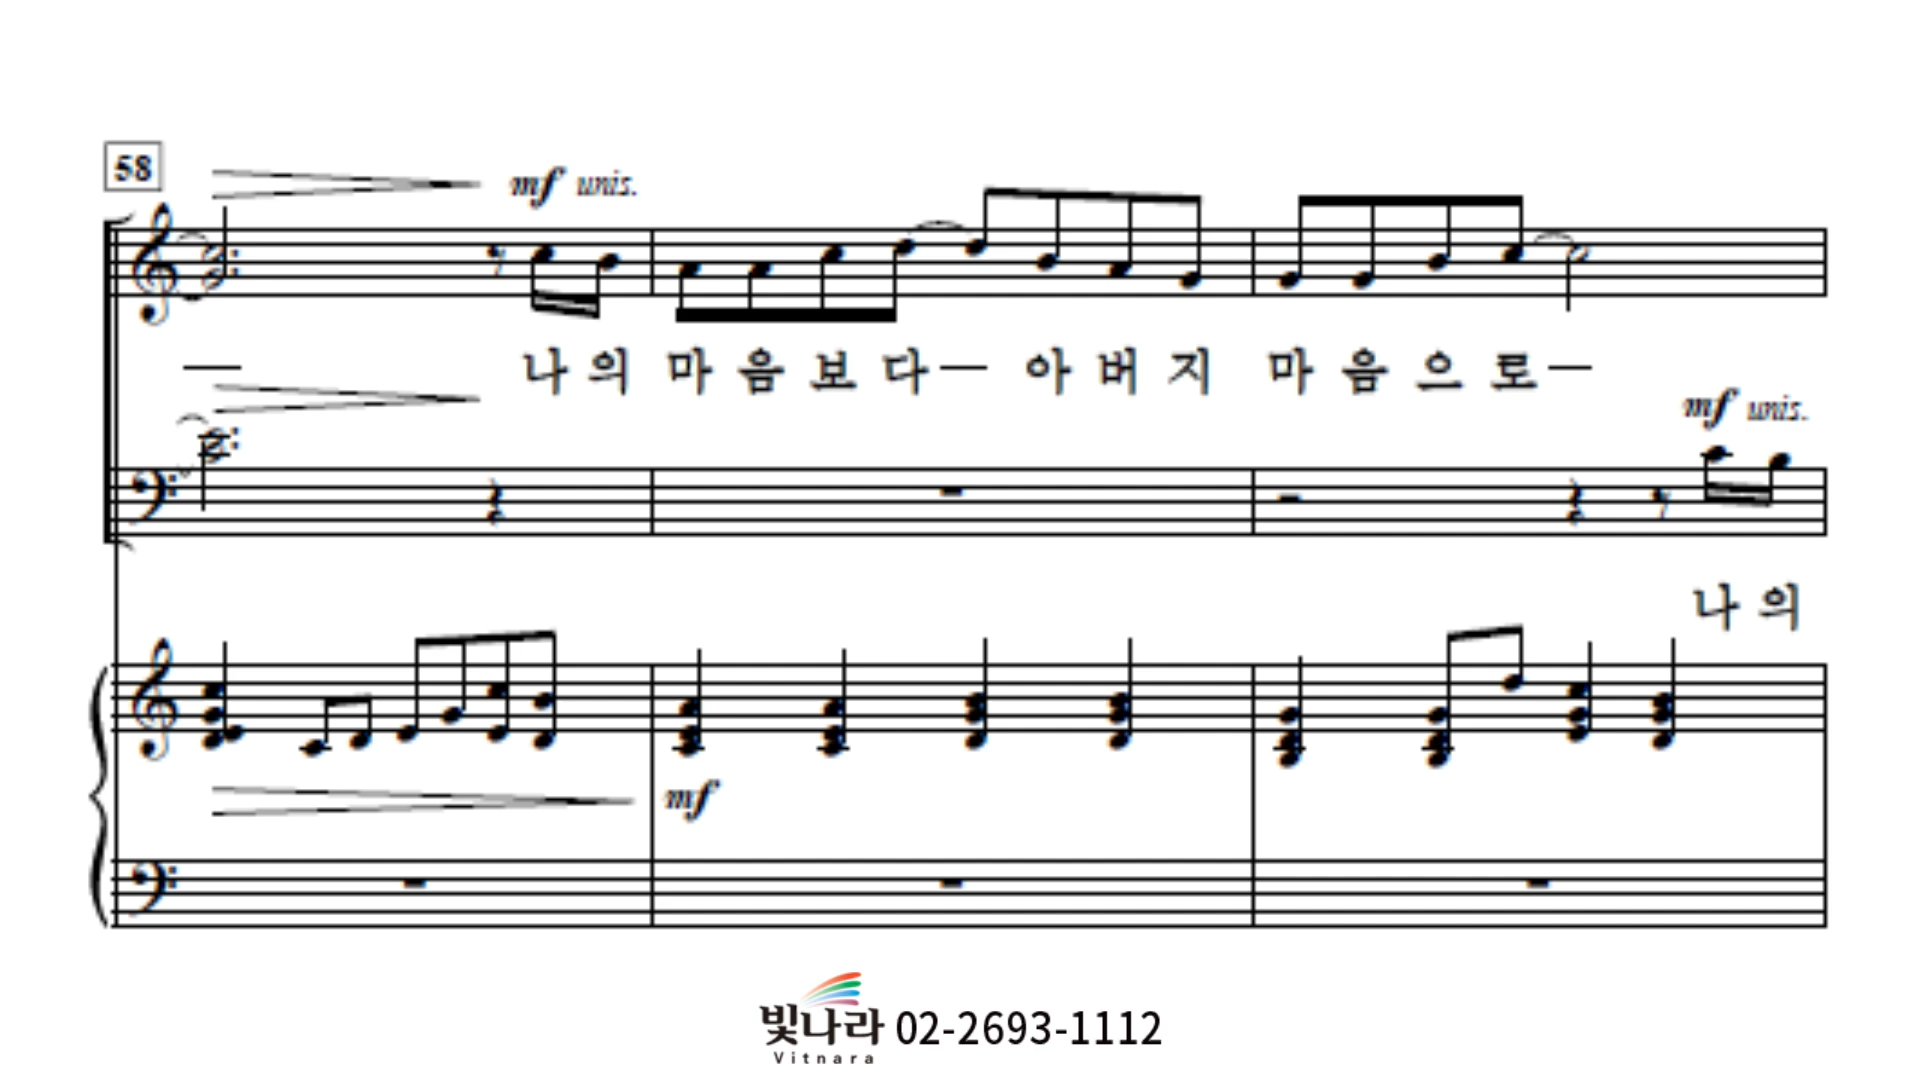 58
mf unis.
나의 마음보다— 아버지 마음으로—
mf unis.
나의
mf
빛나라 02-2693-1112
Vitnara